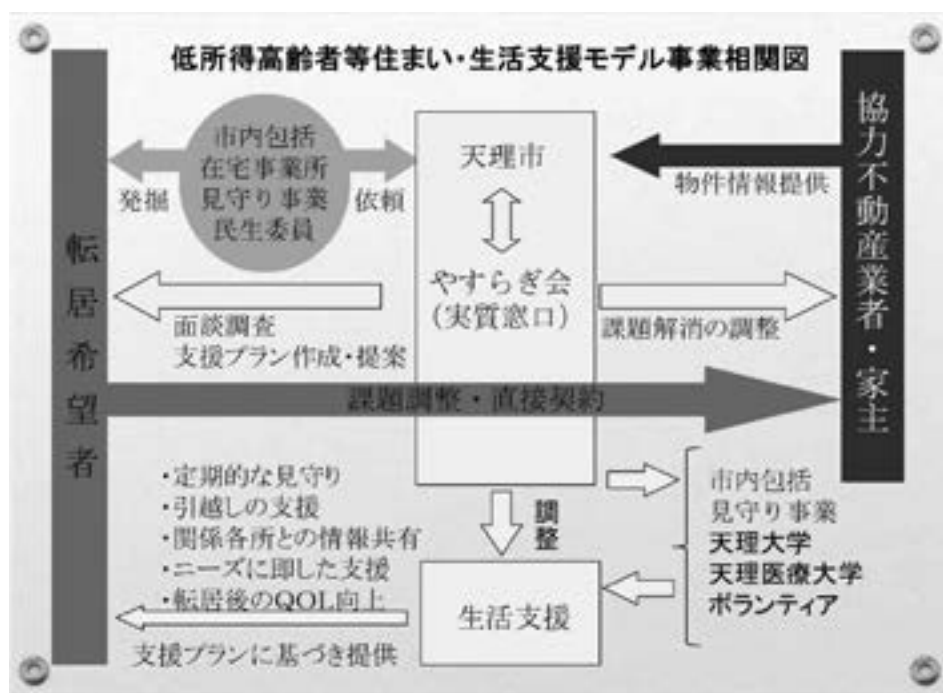 低所得高齢者等住まい・生活支援モデル事業相関図
転居希望者
市内包括
在宅事業所
見守り事業
民生委員
発掘
依頼
天理市
やすらぎ会
(実質窓口)
物件情報提供
協力不動産業者・家主
面談調査
支援プラン作成・提案
課題解消の調整
課題調整・直接契約
・定期的な見守り
・引越しの支援
・関係各所との情報共有
・ニーズに即した支援
・転居後のQOL向上
支援プランに基づき提供
調整
生活支援
市内包括
見守り事業
天理大学
天理医療大学
ボランティア